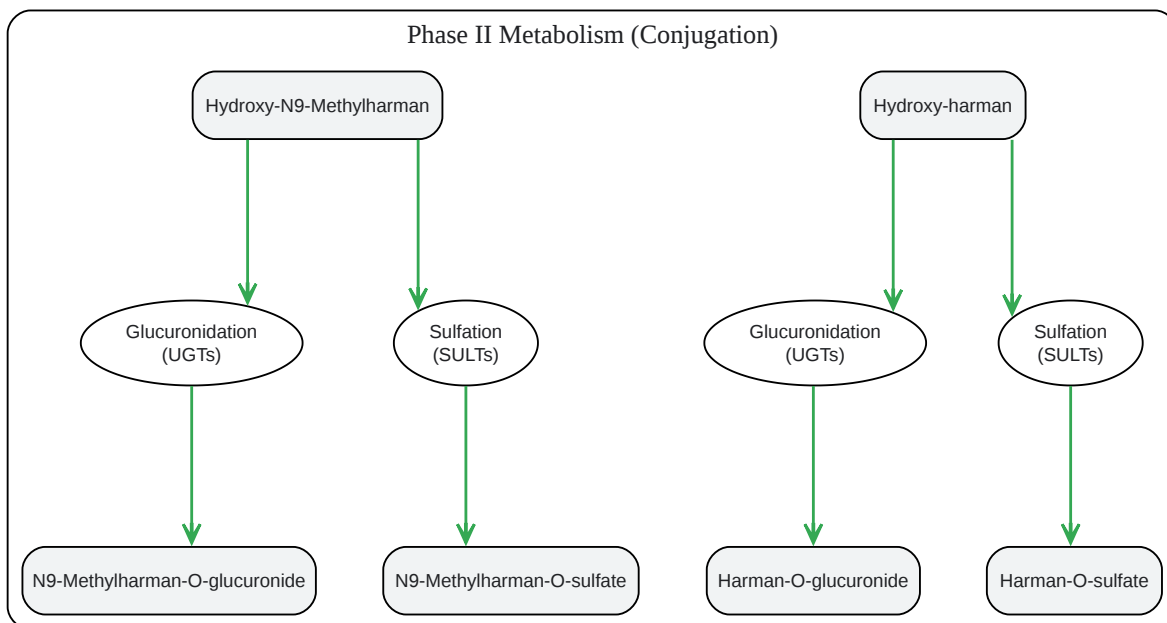 Phase II Metabolism (Conjugation)
Hydroxy-N9-Methylharman
Hydroxy-harman
Glucuronidation
(UGTs)
Sulfation
(SULTs)
Glucuronidation
(UGTs)
Sulfation
(SULTs)
N9-Methylharman-O-glucuronide
N9-Methylharman-O-sulfate
Harman-O-glucuronide
Harman-O-sulfate